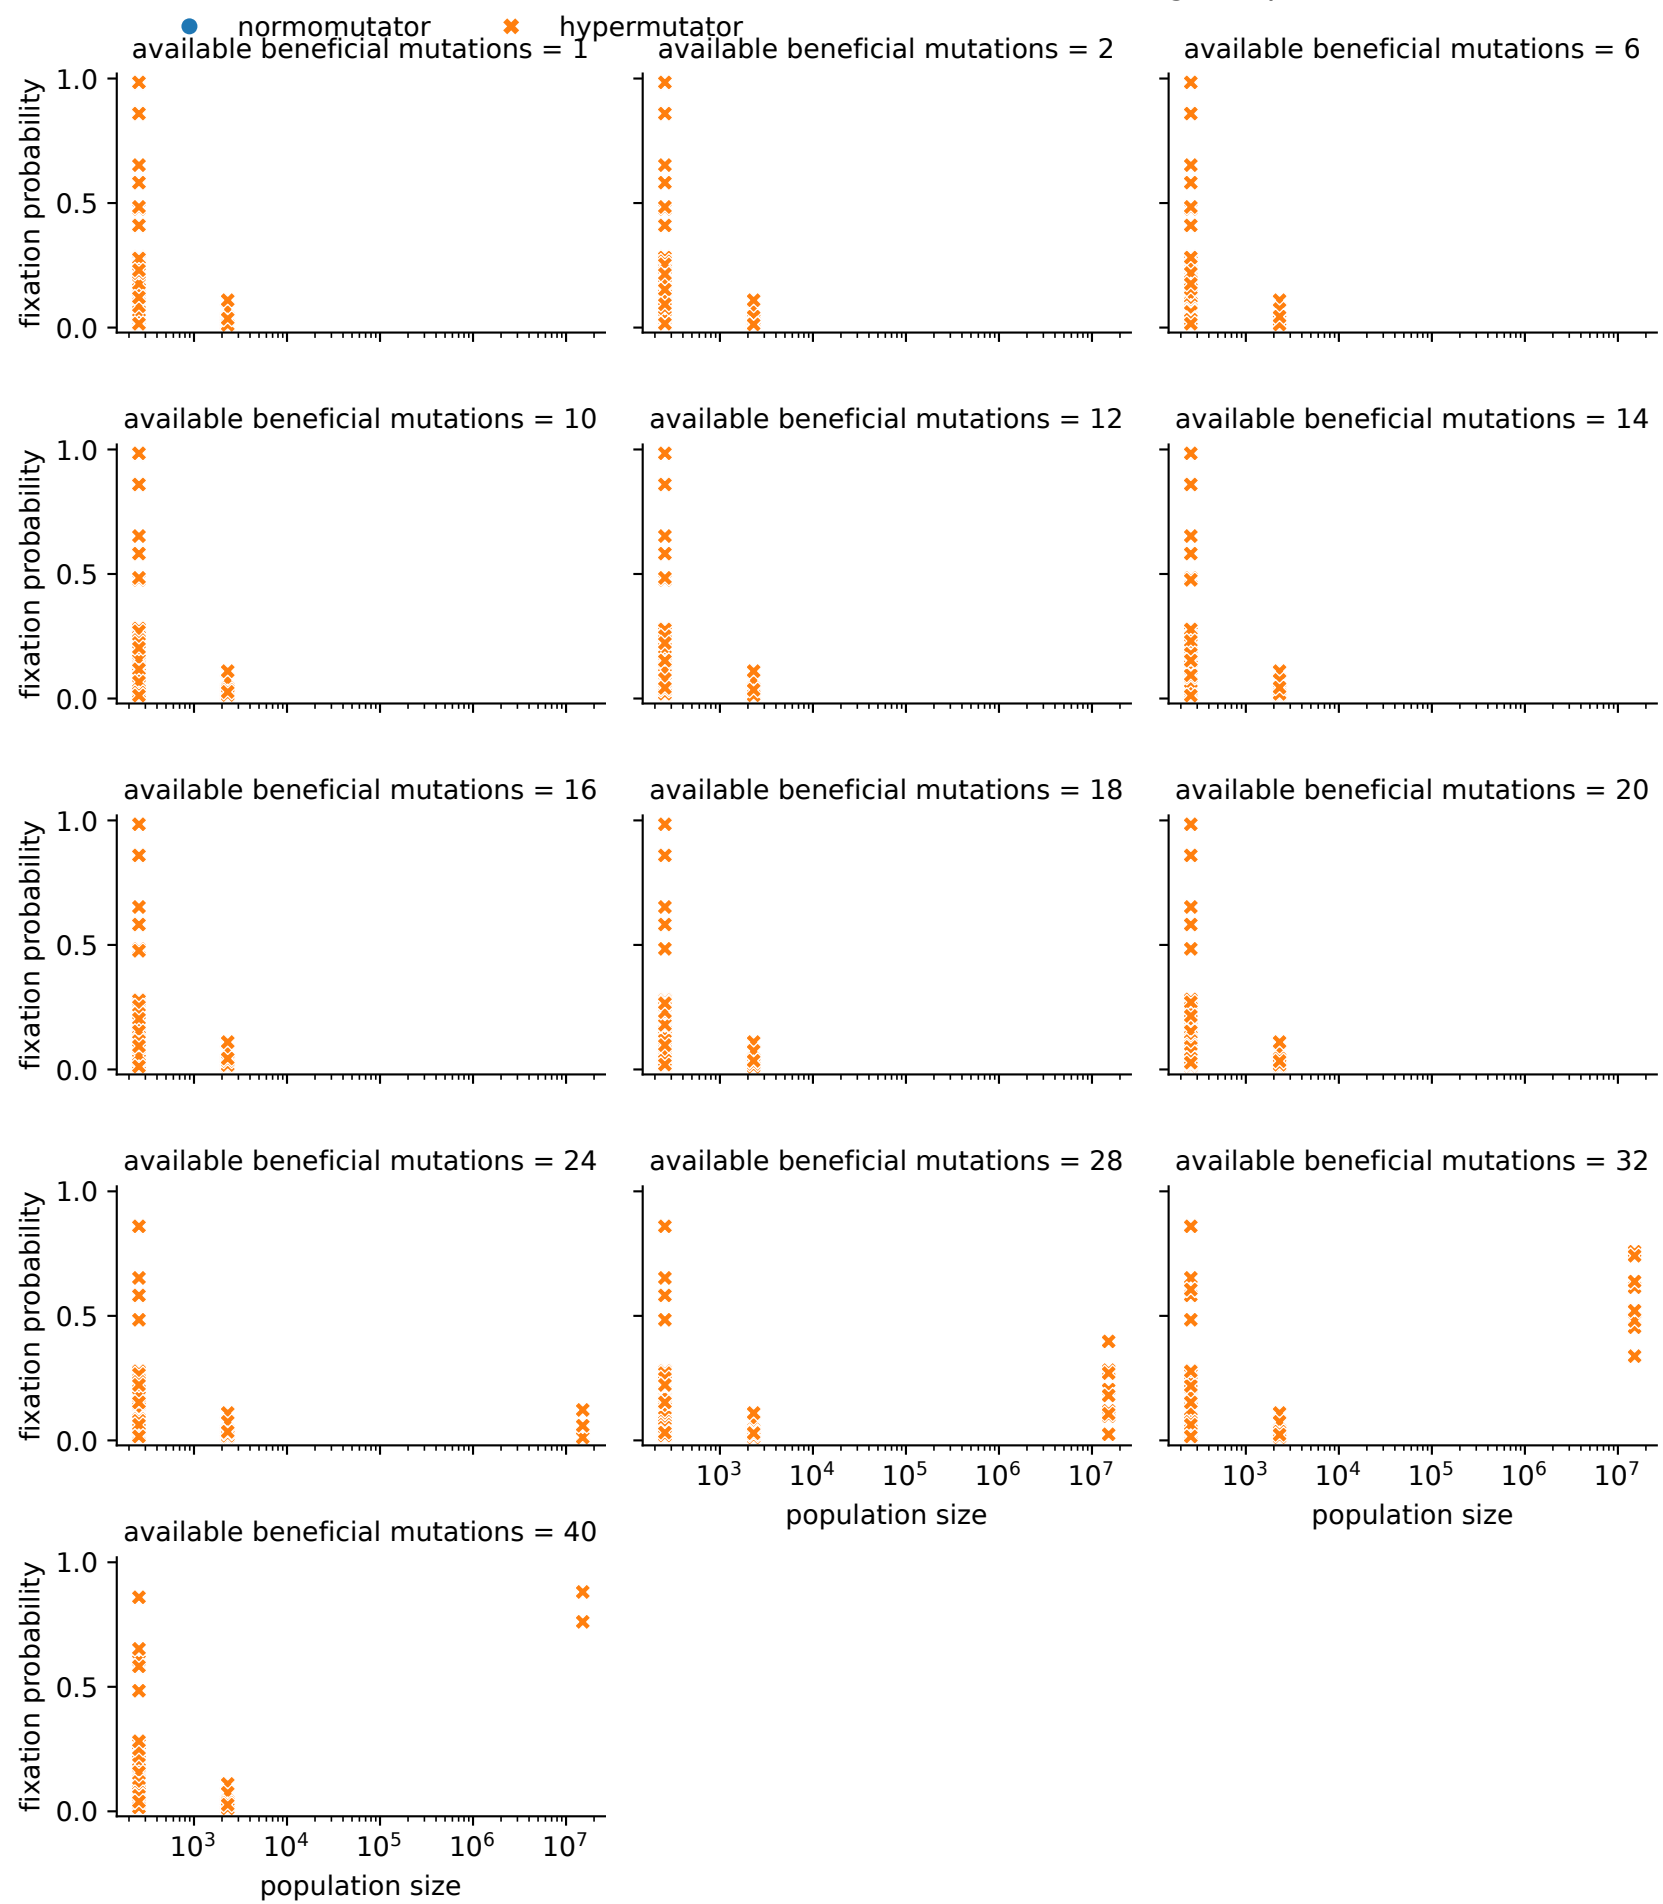 normomutator hypermutator
available beneficial mutations = 1 available beneficial mutations = 2 available beneficial mutations = 6
1.0
0.5
0.0
fixation probability
available beneficial mutations = 10 available beneficial mutations = 12 available beneficial mutations = 14
1.0
0.5
0.0
fixation probability
available beneficial mutations = 16 available beneficial mutations = 18 available beneficial mutations = 20
1.0
0.5
0.0
fixation probability
available beneficial mutations = 24 available beneficial mutations = 28 available beneficial mutations = 32
1.0
0.5
0.0
fixation probability
10³ 10⁴ 10⁵ 10⁶ 10⁷ 10³ 10⁴ 10⁵ 10⁶ 10⁷
population size population size
available beneficial mutations = 40
1.0
0.5
0.0
fixation probability
10³ 10⁴ 10⁵ 10⁶ 10⁷
population size